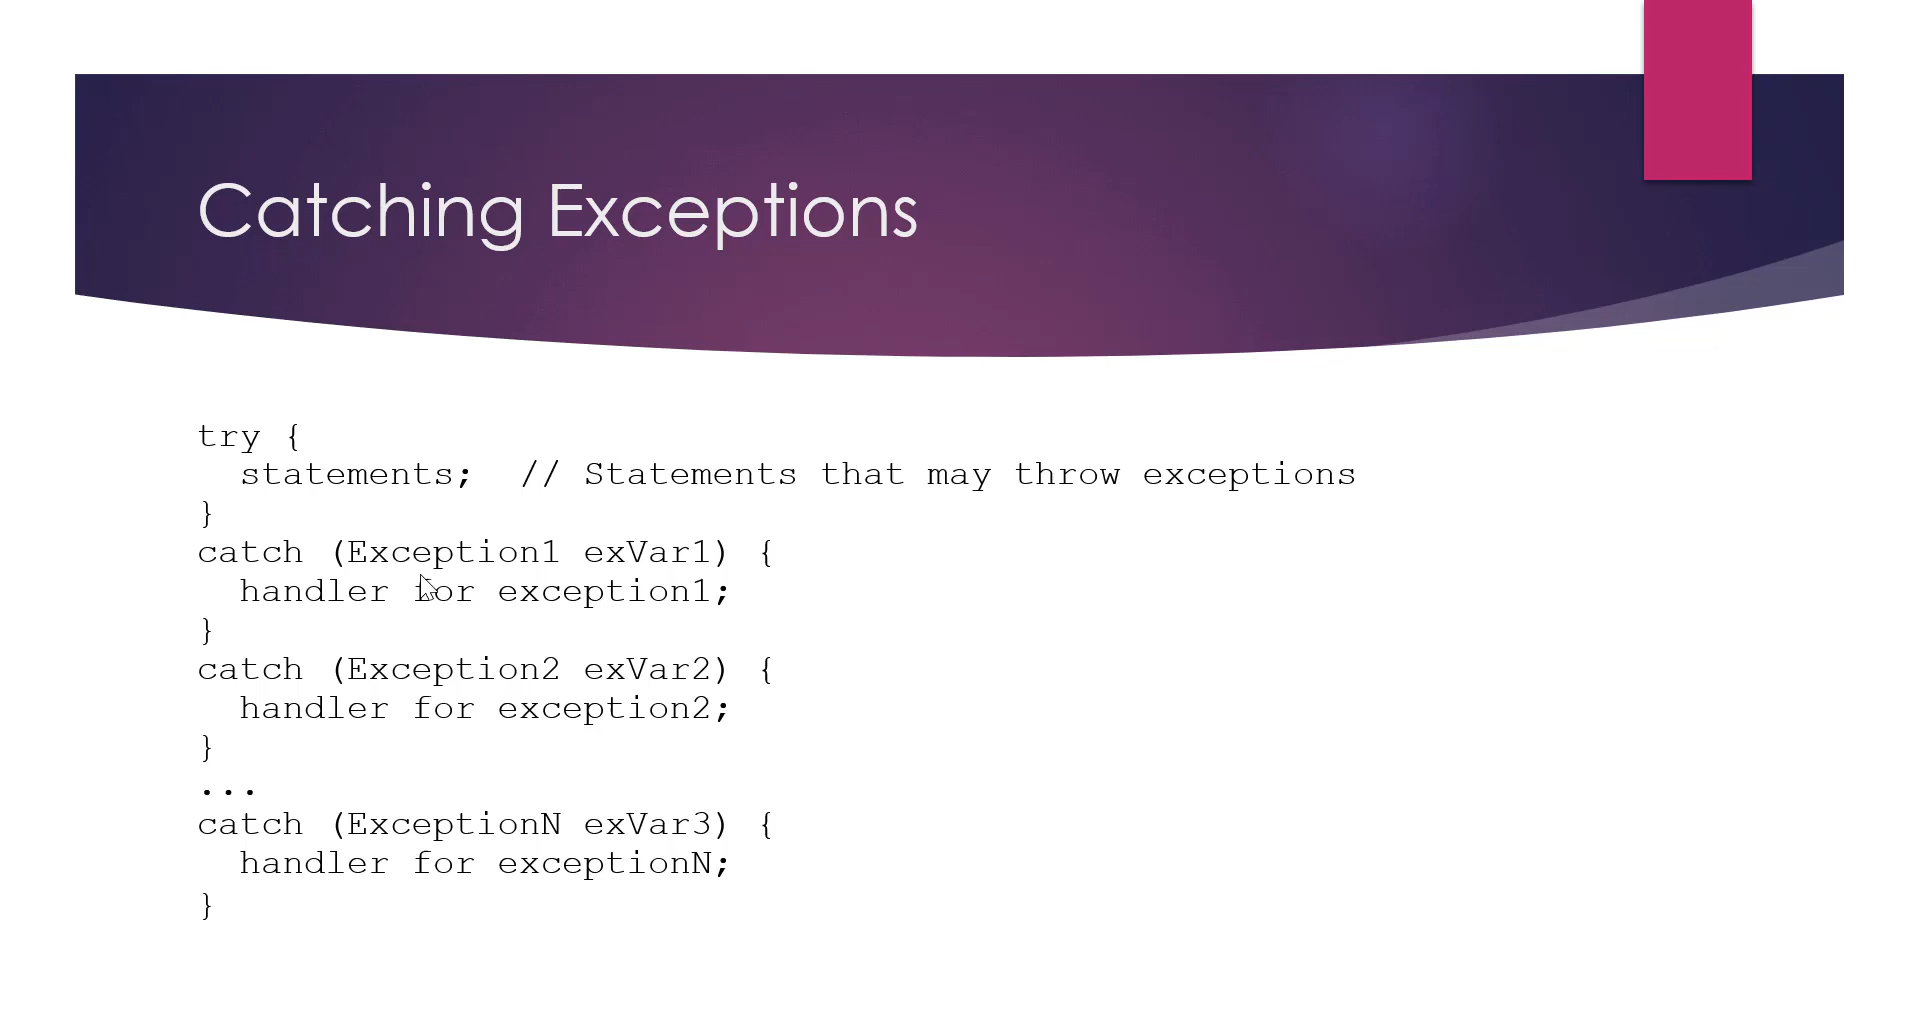 Catching Exceptions
try {
  statements;  // Statements that may throw exceptions
}
catch (Exception1 exVar1) {
  handler for exception1;
}
catch (Exception2 exVar2) {
  handler for exception2;
}
...
catch (ExceptionN exVar3) {
  handler for exceptionN;
}